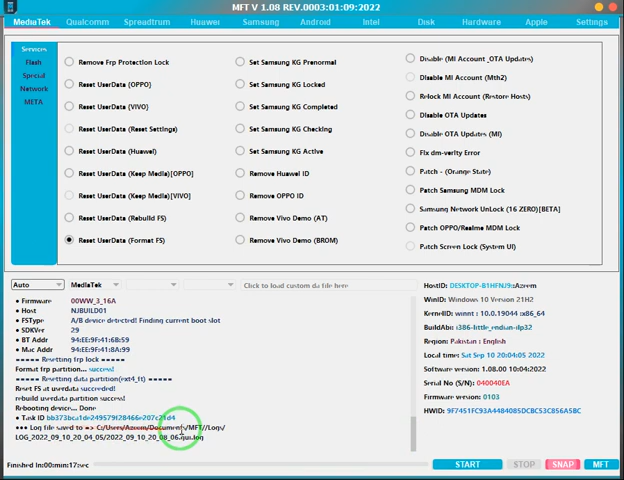 MFT V 1.08 REV.0003:01:09:2022
MediaTek Qualcomm Spreadtrum Huawei Samsung Android Intel Disk Hardware Apple Settings
Services
Flash
Special
Network
META
Remove Frp Protection Lock
Reset UserData [OPPO]
Reset UserData (VIVO)
Reset UserData (Reset Settings)
Reset UserData (Huawei)
Reset UserData (Keep Media)[OPPO]
Reset UserData (Keep Media)[VIVO]
Reset UserData (Rebuild FS)
Reset UserData (Format FS)
Set Samsung KG Prenormal
Set Samsung KG Locked
Set Samsung KG Completed
Set Samsung KG Checking
Set Samsung KG Active
Remove Huawei ID
Remove OPPO ID
Remove Vivo Demo (AT)
Remove Vivo Demo (BROM)
Disable (MI Account _OTA Updates)
Disable MI Account (Mth2)
Relock MI Account (Restore Hosts)
Disable OTA Updates
Disable OTA Updates (MI)
Fix dm-verity Error
Patch - (Orange State)
Patch Samsung MDM Lock
Samsung Network UnLock (16 ZERO)[BETA]
Patch OPPO/Realme MDM Lock
Patch Screen Lock (System UI)
Auto MediaTek Click to load custom da file here
• Firmware 00WW_3_16A
• Host NJBUILD01
• FSType A/B device detected! Finding current boot slot
• SDKVer 29
• BT Addr 94:EE:9F:41:6B:59
• Mac Addr 94:EE:9F:41:8A:99
===== Resetting frp lock =====
Format frp partition... success!
===== Resetting data partition(ext4_ft) =====
Reset FS at userdata succeeded!
rebuild userdata partition success!
Rebooting device... Done
• Task ID bb373bca1de249579f28466e207c21d4
••• Log file saved to => C:/Users/Azeem/Documents/MFT//Logs/
LOG_2022_09_10_20_04_05/2022_09_10_20_08_06.run.log
HostID: DESKTOP-B1HFNJ9::Azeem
WinID: Windows 10 Version 21H2
KernelID: winnt : 10.0.19044 :x86_64
BuildAbi: i386-little_endian-ilp32
Region: Pakistan : English
Local time: Sat Sep 10 20:04:05 2022
Software version: 1.08.00 10:04:2022
Serial No (S/N): 040040EA
Firmware version: 0103
HWID: 9F7451FC93A4484085DCBC53C856A5BC
Finished In:00:min:17:sec START STOP SNAP MFT